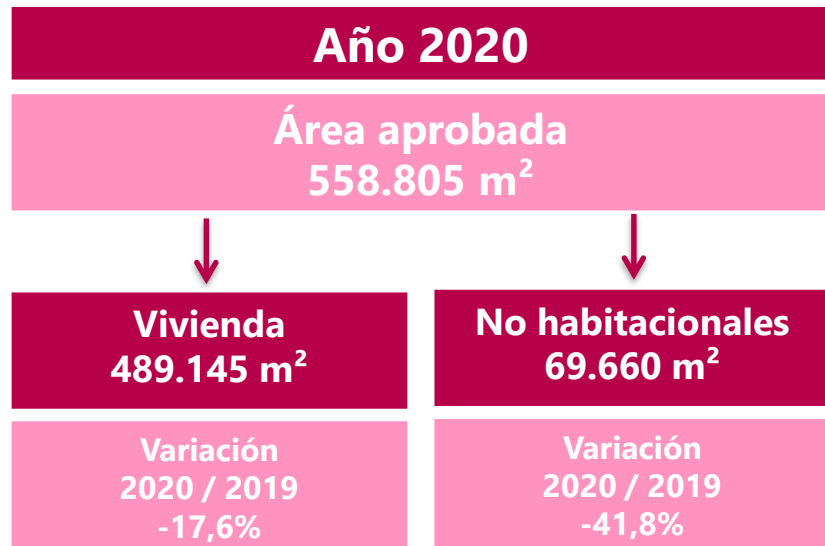 Año 2020
Área aprobada
558.805 m²
Vivienda
489.145 m²
No habitacionales
69.660 m²
Variación
2020 / 2019
-17,6%
Variación
2020 / 2019
-41,8%